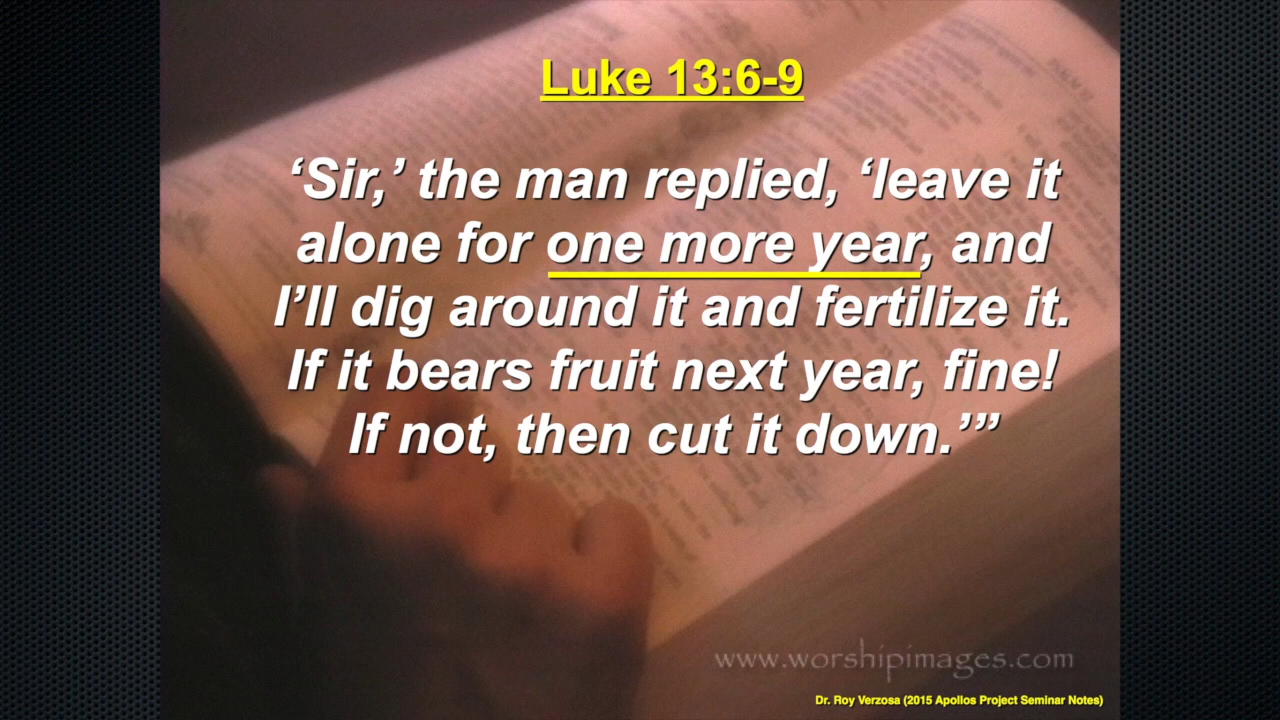 Luke 13:6-9
‘Sir,’ the man replied, ‘leave it
alone for one more year, and
I’ll dig around it and fertilize it.
If it bears fruit next year, fine!
If not, then cut it down.’”
www.worshipimages.com
Dr. Roy Verzosa (2015 Apollos Project Seminar Notes)